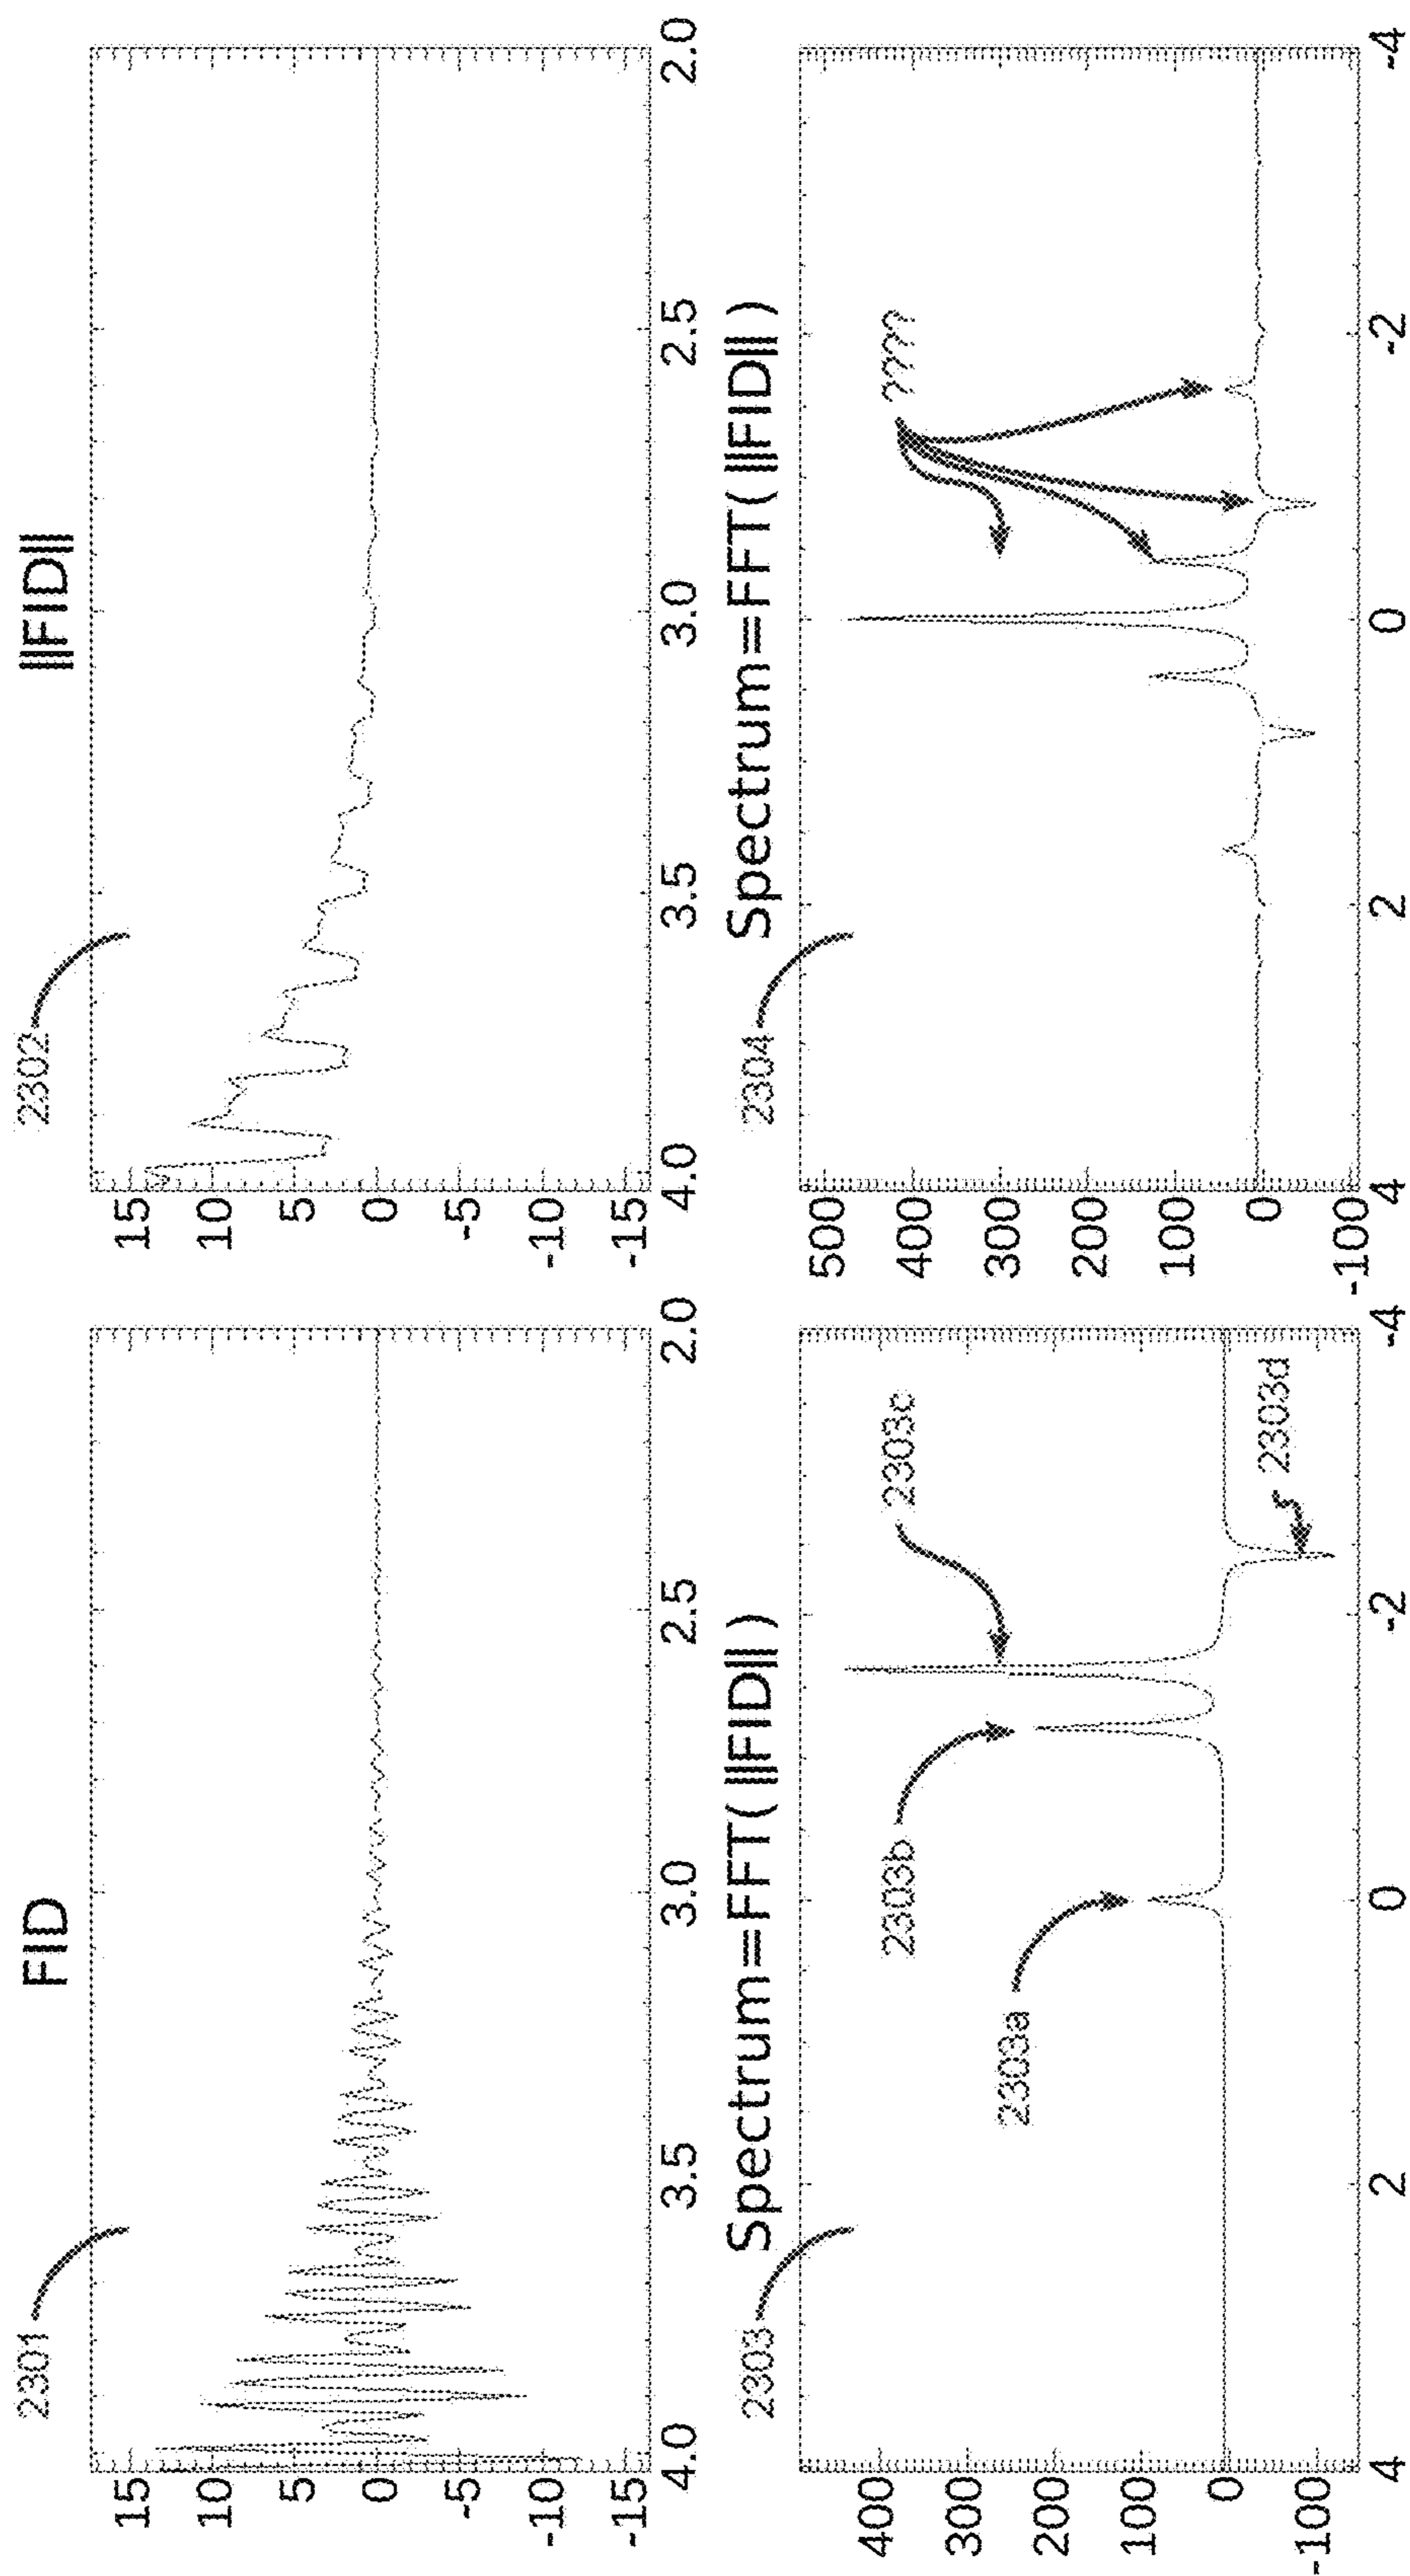 FID
2301
15
10
5
0
-5
-10
-15
4.0 3.5 3.0 2.5 2.0
||FID||
2302
15
10
5
0
-5
-10
-15
4.0 3.5 3.0 2.5 2.0
Spectrum=FFT( ||FID|| )
2303
400
300
200
100
0
-100
4 2 0 -2 -4
2303a
2303b
2303c
2303d
Spectrum=FFT( ||FID|| )
2304
500
400
300
200
100
0
-100
4 2 0 -2 -4
????